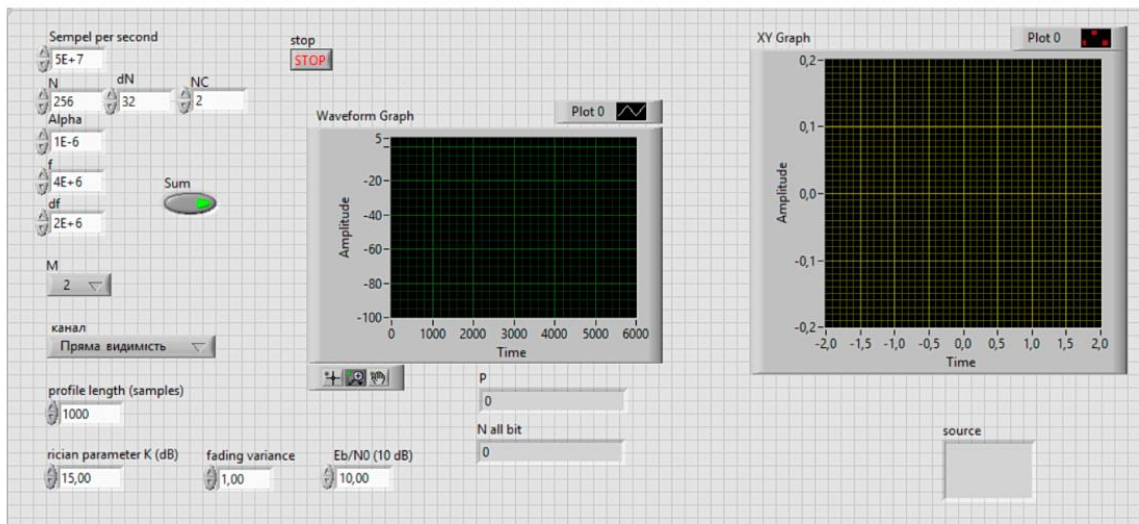 Sempel per second
5E+7
N
dN
NC
256
32
2
Alpha
1E-6
f
4E+6
df
2E+6
Sum
M
2
канал
Пряма видимість
profile length (samples)
1000
rician parameter K (dB)
15,00
fading variance
1,00
Eb/N0 (10 dB)
10,00
stop
STOP
Waveform Graph
Plot 0
Amplitude
5
-20
-40
-60
-80
-100
0 1000 2000 3000 4000 5000 6000
Time
P
0
N all bit
0
XY Graph
Plot 0
Amplitude
0,2
0,1
0,0
-0,1
-0,2
-2,0 -1,5 -1,0 -0,5 0,0 0,5 1,0 1,5 2,0
Time
source